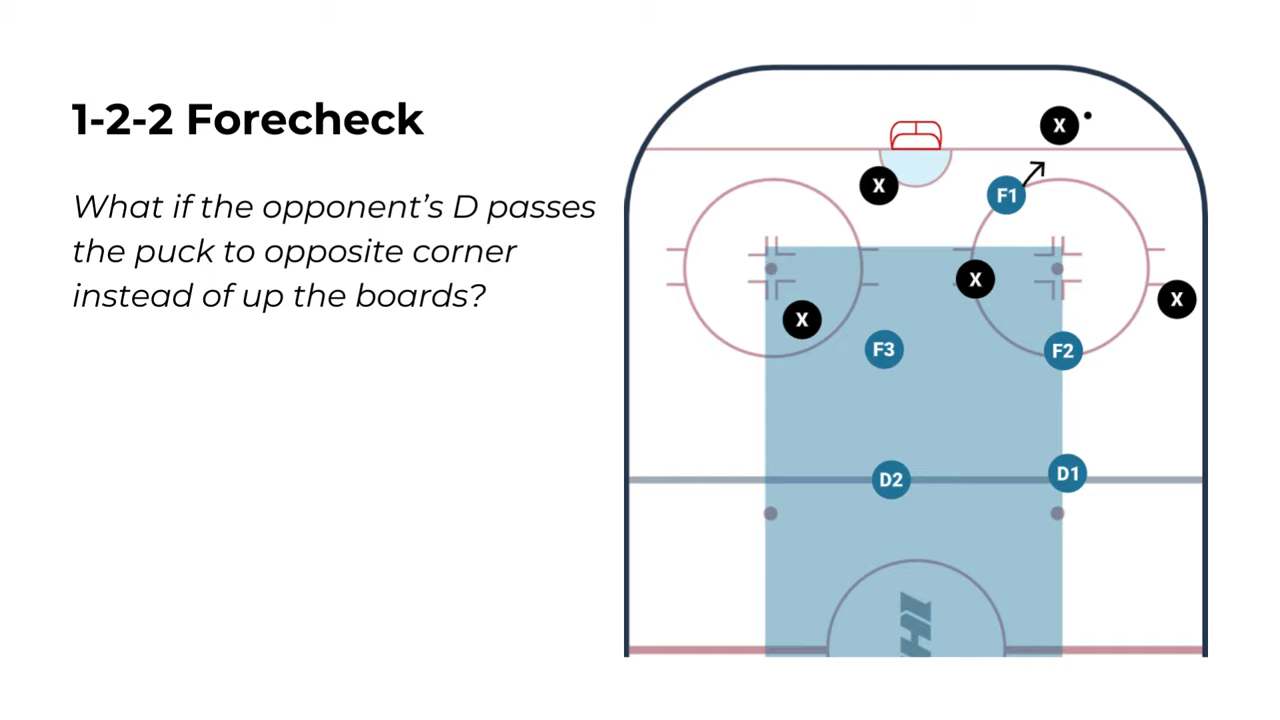 1-2-2 Forecheck
What if the opponent's D passes
the puck to opposite corner
instead of up the boards?
X
X
F1
X
X
X
F3
F2
D2
D1